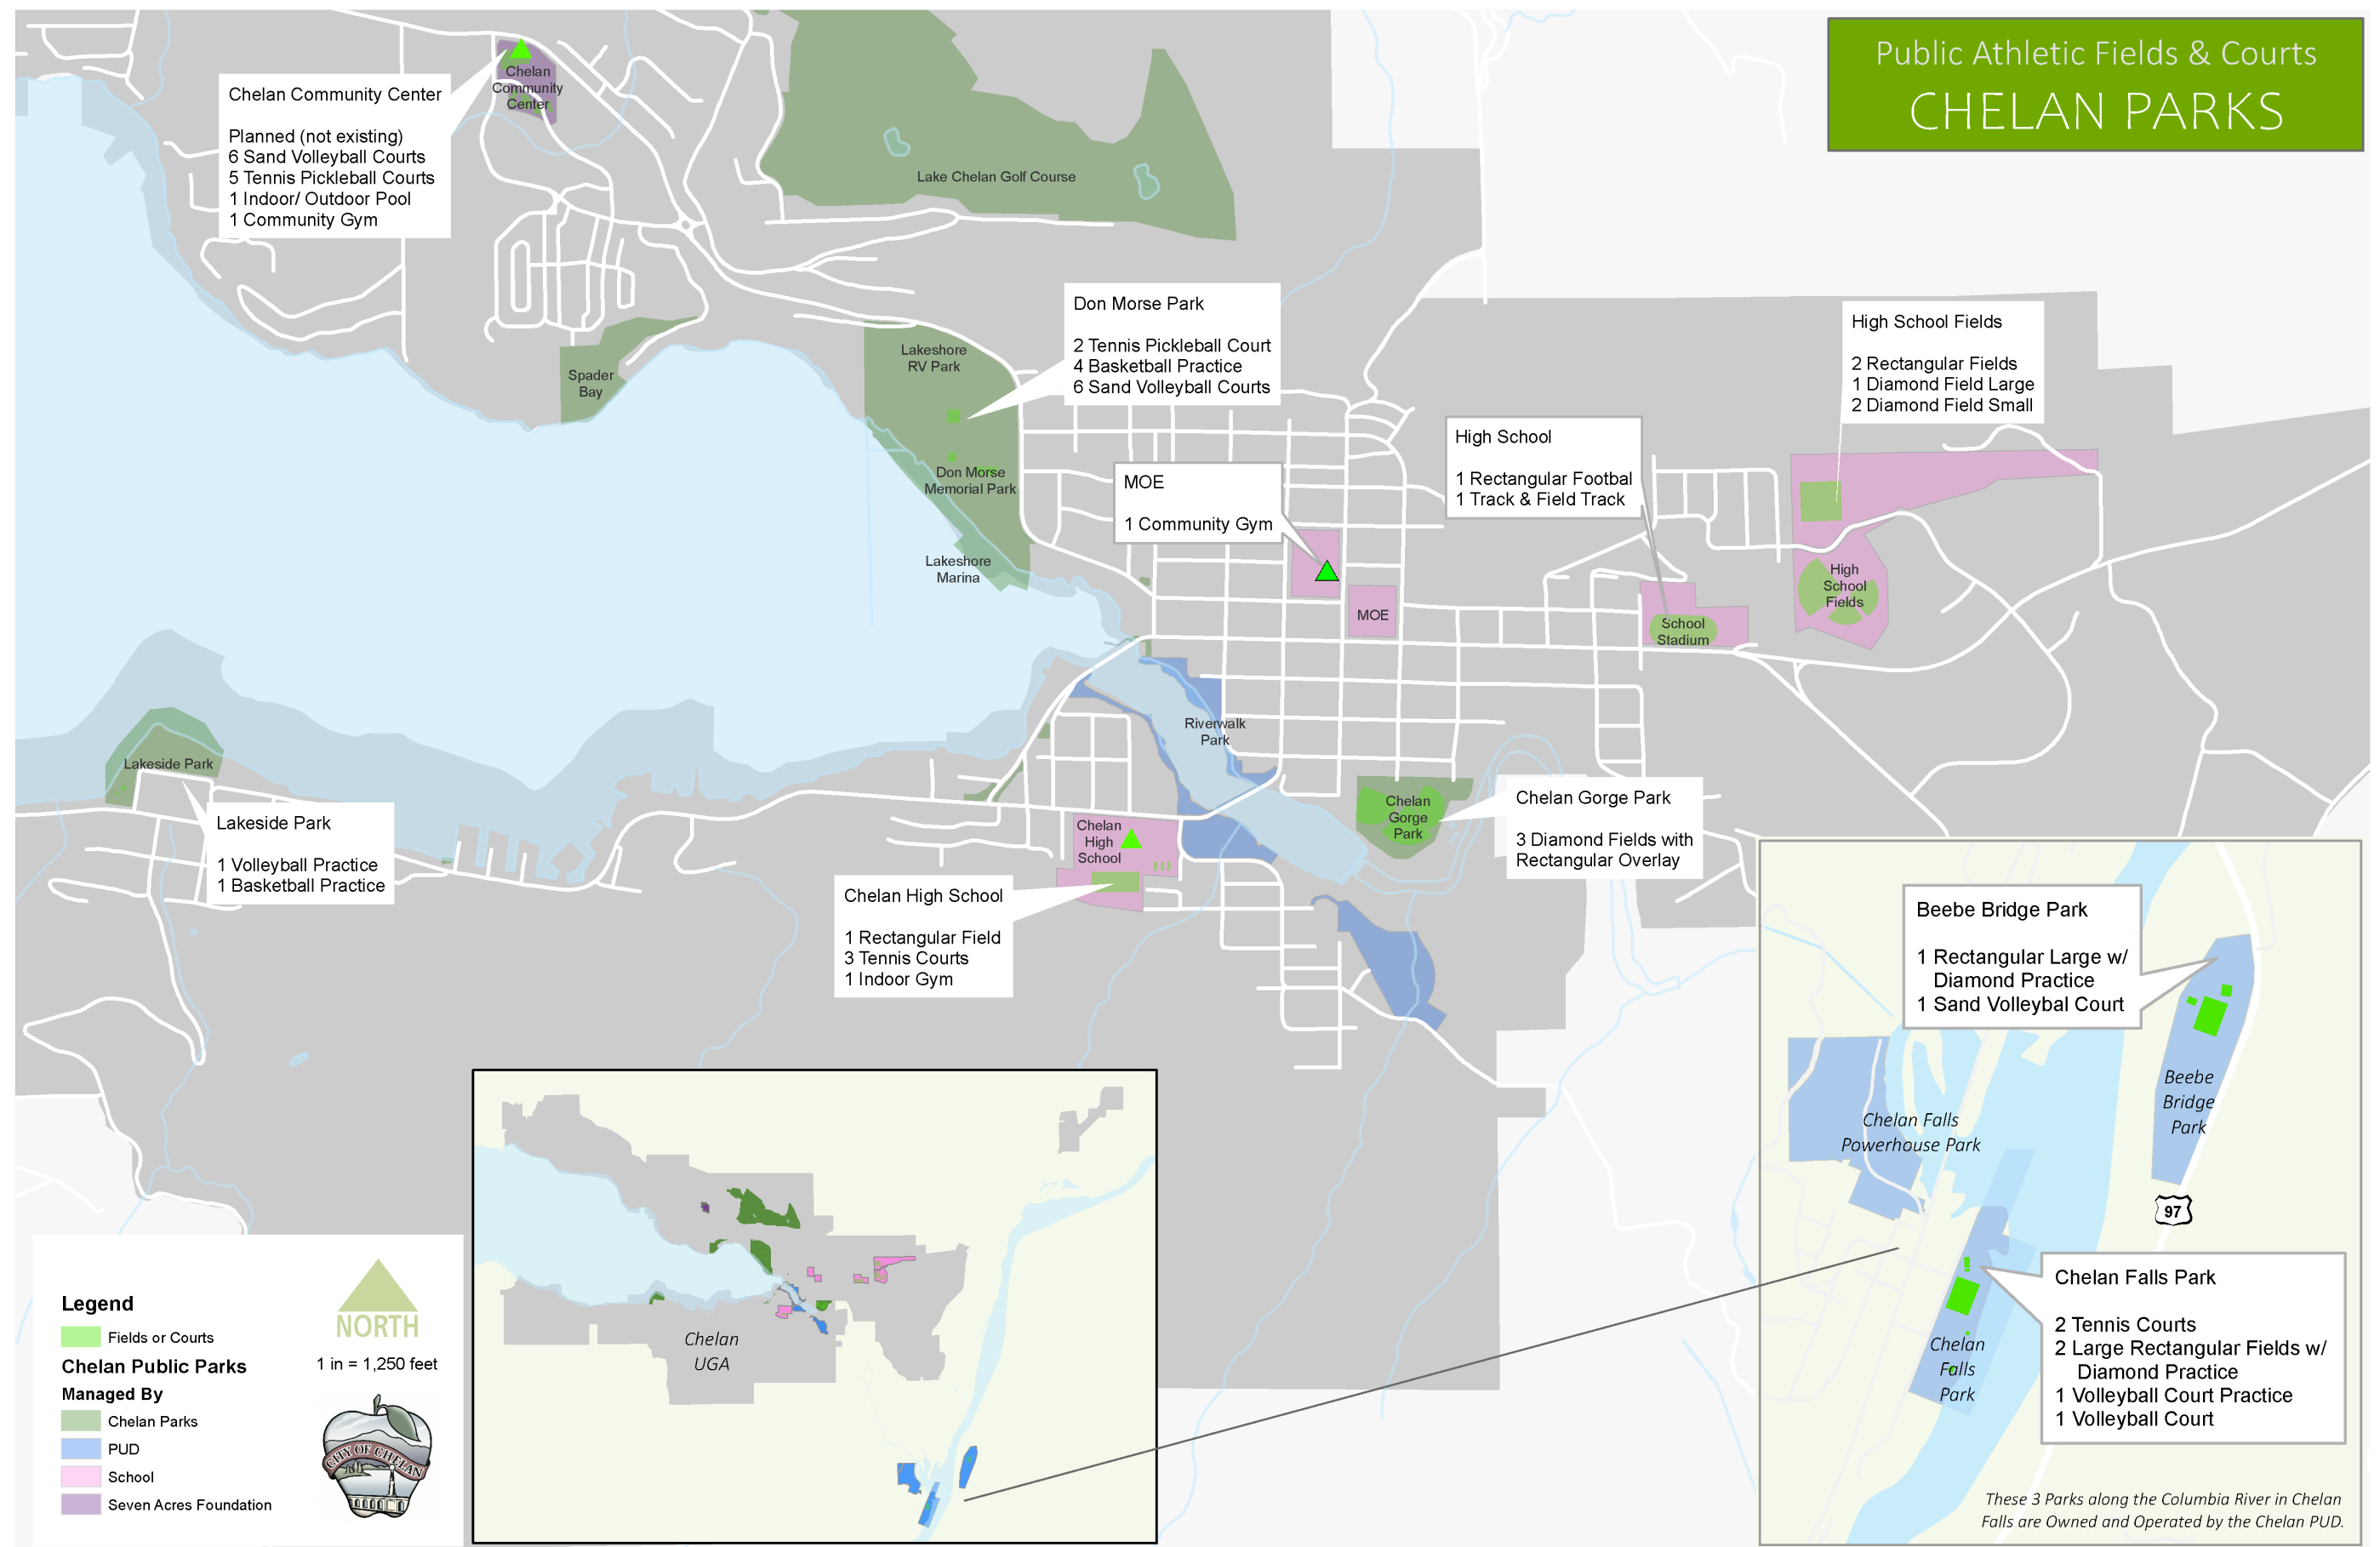 Public Athletic Fields & Courts
CHELAN PARKS
Chelan Community Center
Planned (not existing)
6 Sand Volleyball Courts
5 Tennis Pickleball Courts
1 Indoor/ Outdoor Pool
1 Community Gym
Chelan
Community
Center
Lake Chelan Golf Course
Don Morse Park
2 Tennis Pickleball Court
4 Basketball Practice
6 Sand Volleyball Courts
High School Fields
2 Rectangular Fields
1 Diamond Field Large
2 Diamond Field Small
Lakeshore
RV Park
Spader
Bay
High School
1 Rectangular Footbal
1 Track & Field Track
Don Morse
Memorial Park
MOE
1 Community Gym
Lakeshore
Marina
High
School
Fields
MOE
School
Stadium
Riverwalk
Park
Lakeside Park
Lakeside Park
1 Volleyball Practice
1 Basketball Practice
Chelan
High
School
Chelan
Gorge
Park
Chelan Gorge Park
3 Diamond Fields with
Rectangular Overlay
Chelan High School
1 Rectangular Field
3 Tennis Courts
1 Indoor Gym
Beebe Bridge Park
1 Rectangular Large w/
Diamond Practice
1 Sand Volleybal Court
Beebe
Bridge
Park
Chelan Falls
Powerhouse Park
97
Chelan Falls Park
2 Tennis Courts
2 Large Rectangular Fields w/
Diamond Practice
1 Volleyball Court Practice
1 Volleyball Court
Chelan
Falls
Park
These 3 Parks along the Columbia River in Chelan
Falls are Owned and Operated by the Chelan PUD.
Chelan
UGA
Legend
Fields or Courts
Chelan Public Parks
Managed By
Chelan Parks
PUD
School
Seven Acres Foundation
NORTH
1 in = 1,250 feet
CITY OF CHELAN